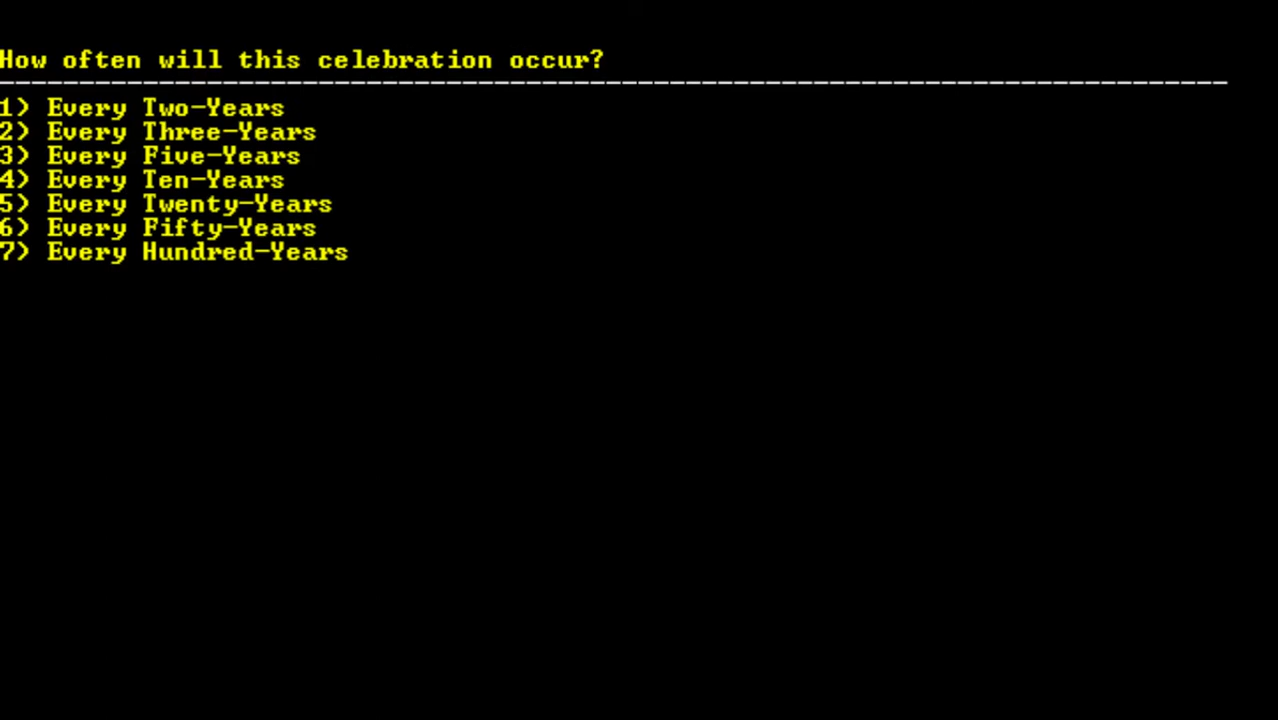 How often will this celebration occur?
1) Every Two-Years
2) Every Three-Years
3) Every Five-Years
4) Every Ten-Years
5) Every Twenty-Years
6) Every Fifty-Years
7) Every Hundred-Years